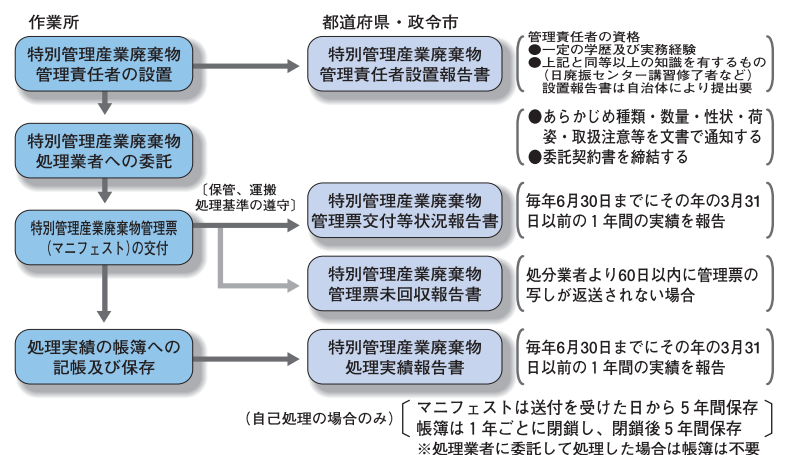 作業所
都道府県・政令市
特別管理産業廃棄物
管理責任者の設置
特別管理産業廃棄物
管理責任者設置報告書
管理責任者の資格
●一定の学歴及び実務経験
●上記と同等以上の知識を有するもの
（日廃振センター講習修了者など）
設置報告書は自治体により提出要
特別管理産業廃棄物
処理業者への委託
●あらかじめ種類・数量・性状・荷
姿・取扱注意等を文書で通知する
●委託契約書を締結する
〔保管、運搬
処理基準の遵守〕
特別管理産業廃棄物管理票
(マニフェスト)の交付
特別管理産業廃棄物
管理票交付等状況報告書
毎年6月30日までにその年の3月31
日以前の１年間の実績を報告
特別管理産業廃棄物
管理票未回収報告書
処分業者より60日以内に管理票の
写しが返送されない場合
処理実績の帳簿への
記帳及び保存
特別管理産業廃棄物
処理実績報告書
毎年6月30日までにその年の3月31
日以前の１年間の実績を報告
(自己処理の場合のみ)
マニフェストは送付を受けた日から５年間保存
帳簿は１年ごとに閉鎖し、閉鎖後５年間保存
※処理業者に委託して処理した場合は帳簿は不要